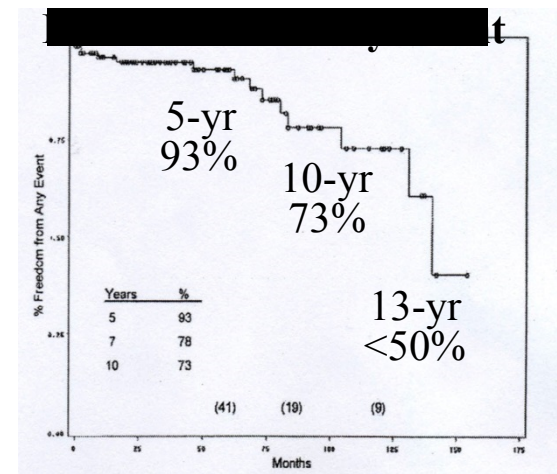 t
5-yr
93%
10-yr
73%
13-yr
<50%
% Freedom from Any Event
Years %
5 93
7 78
10 73
(41) (19) (9)
0 25 50 75 100 125 150 175
Months